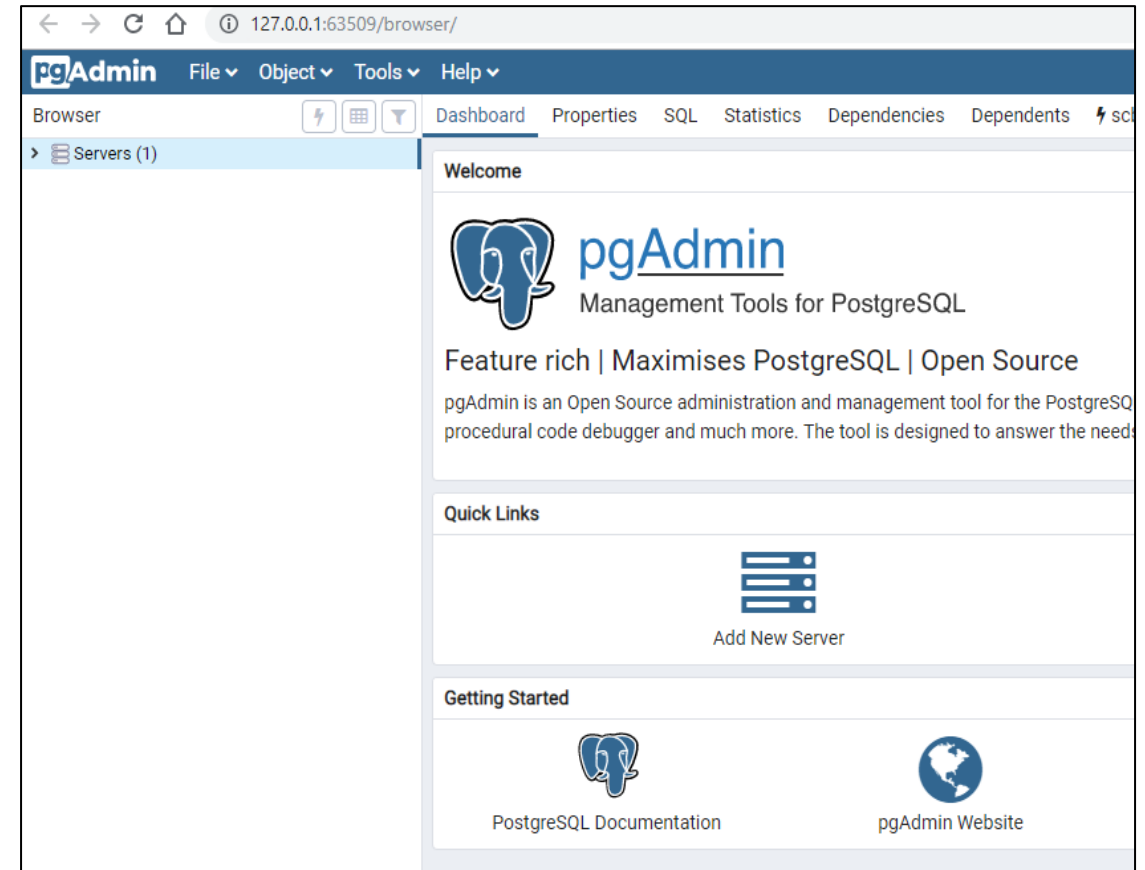 127.0.0.1:63509/browser/
pgAdmin File Object Tools Help
Browser
Dashboard Properties SQL Statistics Dependencies Dependents
Servers (1)
Welcome
pgAdmin
Management Tools for PostgreSQL
Feature rich | Maximises PostgreSQL | Open Source
pgAdmin is an Open Source administration and management tool for the PostgreSQ
procedural code debugger and much more. The tool is designed to answer the needs
Quick Links
Add New Server
Getting Started
PostgreSQL Documentation pgAdmin Website